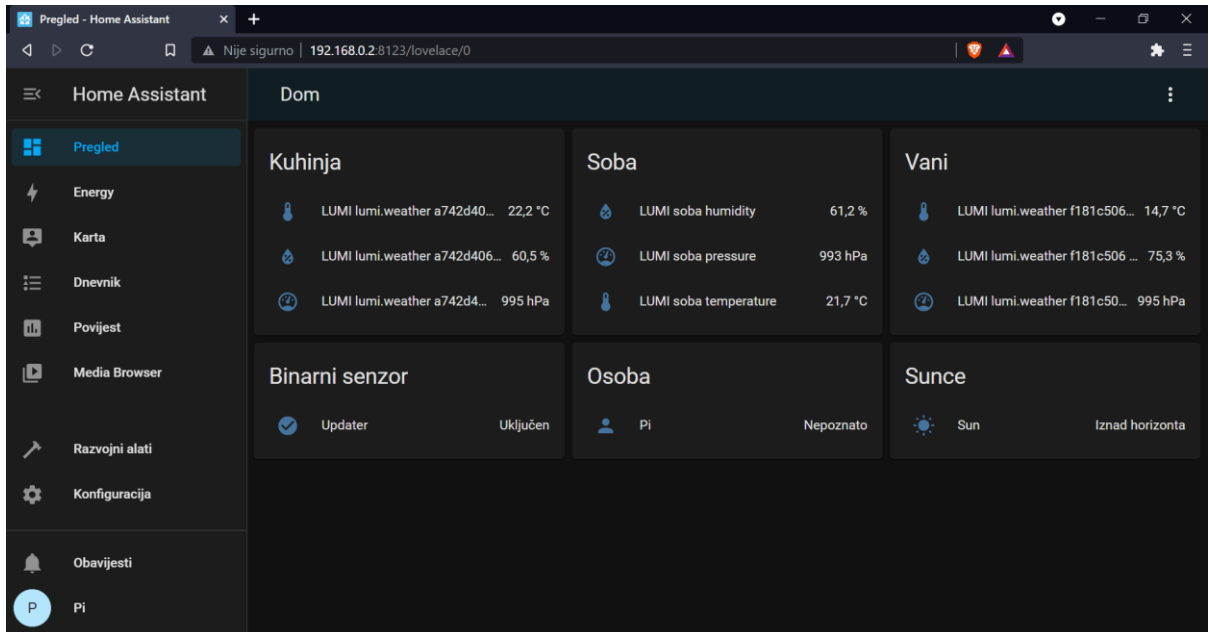 Pregled - Home Assistant
Nije sigurno | 192.168.0.2:8123/lovelace/0
Home Assistant
Pregled
Energy
Karta
Dnevnik
Povijest
Media Browser
Razvojni alati
Konfiguracija
Obavijesti
P Pi
Dom
Kuhinja
LUMI lumi.weather a742d40... 22,2 °C
LUMI lumi.weather a742d406... 60,5 %
LUMI lumi.weather a742d4... 995 hPa
Soba
LUMI soba humidity 61,2 %
LUMI soba pressure 993 hPa
LUMI soba temperature 21,7 °C
Vani
LUMI lumi.weather f181c506... 14,7 °C
LUMI lumi.weather f181c506 ... 75,3 %
LUMI lumi.weather f181c50... 995 hPa
Binarni senzor
Updater Uključen
Osoba
Pi Nepoznato
Sunce
Sun Iznad horizonta